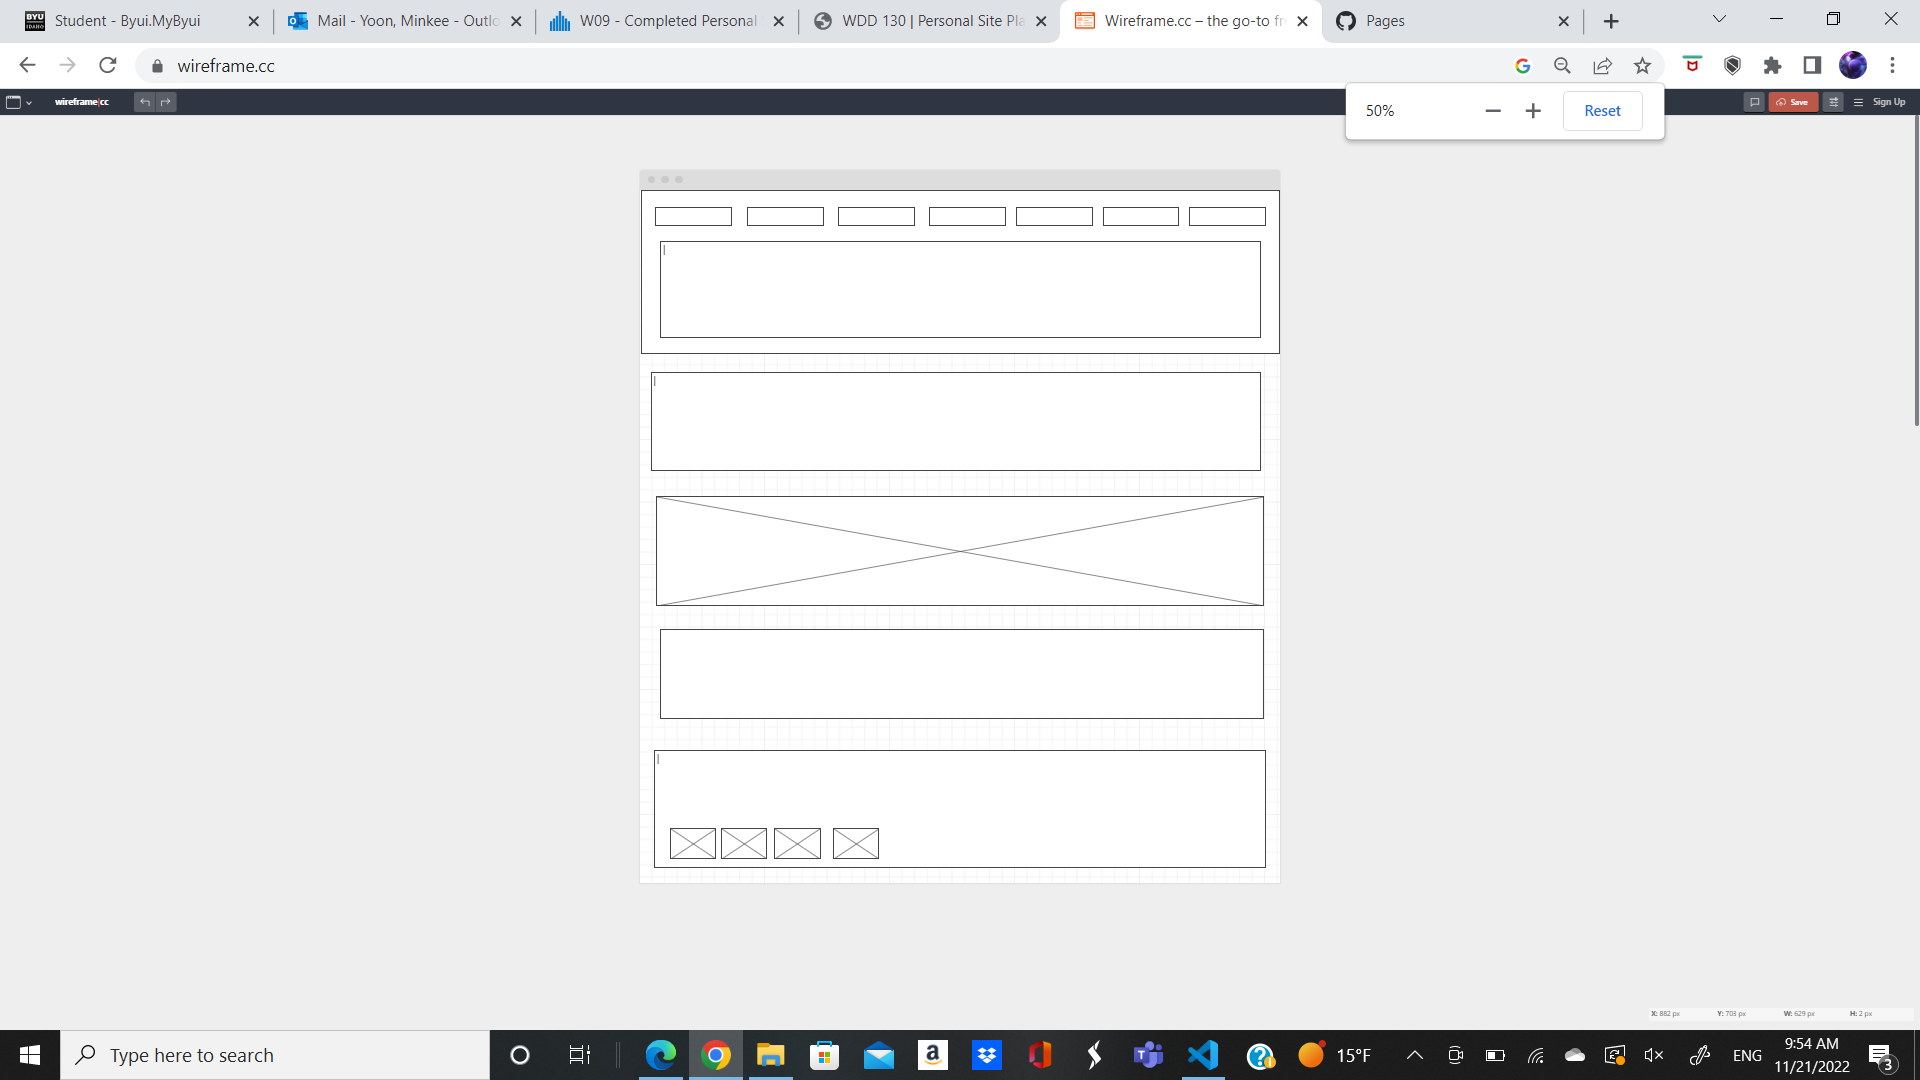 Student - Byui.MyByui
Mail - Yoon, Minkee - Outlo
W09 - Completed Personal
WDD 130 | Personal Site Pla
Wireframe.cc – the go-to fr
Pages
wireframe.cc
wireframe|cc
Save
Sign Up
50%
Reset
X: 882 px
Y: 703 px
W: 629 px
H: 2 px
Type here to search
15°F
ENG
9:54 AM
11/21/2022
3
BYU
IDAHO